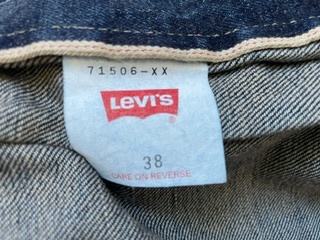 71506-XX
LEVI'S
®
38
CARE ON REVERSE